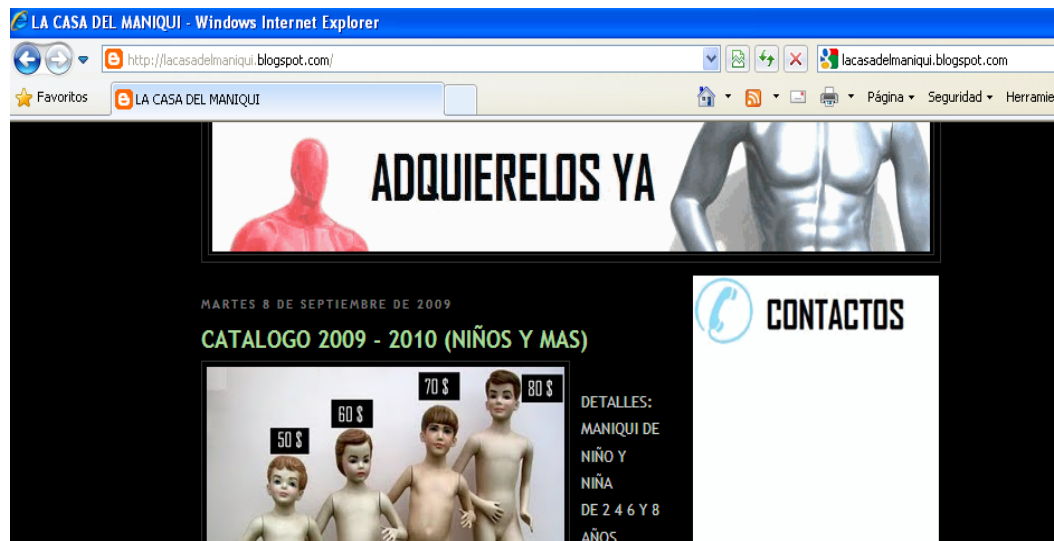 LA CASA DEL MANIQUI - Windows Internet Explorer
http://lacasadelmaniqui.blogspot.com/
lacasadelmaniqui.blogspot.com
Favoritos
LA CASA DEL MANIQUI
Página
Seguridad
Herramie
ADQUIERELOS YA
MARTES 8 DE SEPTIEMBRE DE 2009
CATALOGO 2009 - 2010 (NIÑOS Y MAS)
50 $
60 $
70 $
80 $
DETALLES:
MANIQUI DE
NIÑO Y
NIÑA
DE 2 4 6 Y 8
AÑOS
CONTACTOS